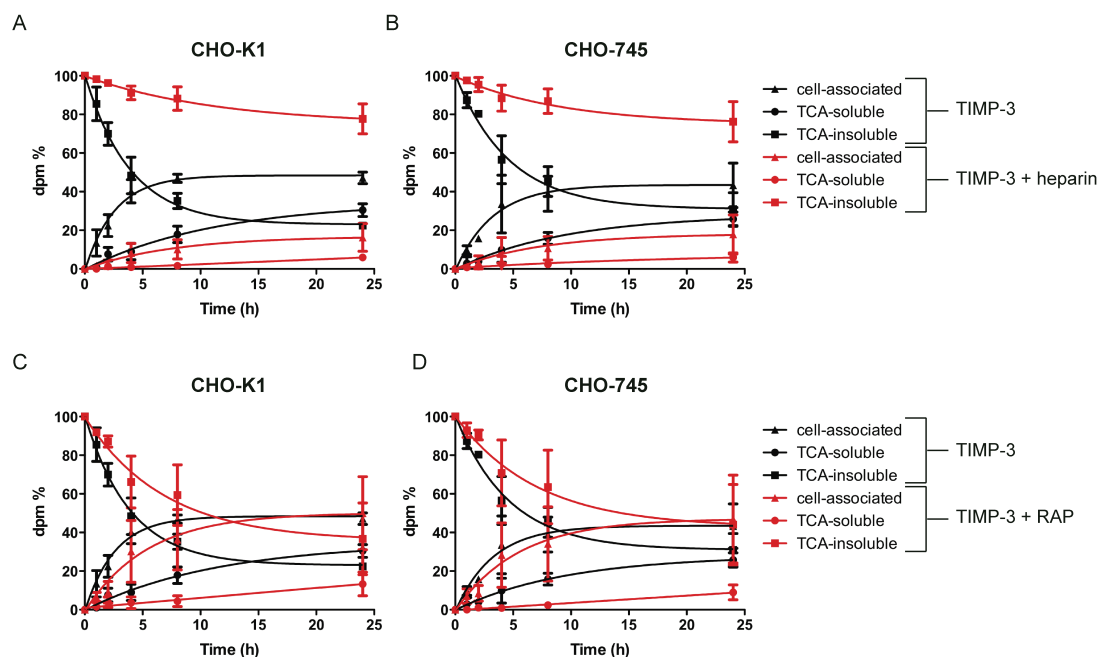 A
CHO-K1
100
80
60
40
20
0
dpm %
0 5 10 15 20 25
Time (h)
B
CHO-745
100
80
60
40
20
0
dpm %
0 5 10 15 20 25
Time (h)
cell-associated
TCA-soluble
TCA-insoluble
TIMP-3
cell-associated
TCA-soluble
TCA-insoluble
TIMP-3 + heparin
C
CHO-K1
100
80
60
40
20
0
dpm %
0 5 10 15 20 25
Time (h)
D
CHO-745
100
80
60
40
20
0
dpm %
0 5 10 15 20 25
Time (h)
cell-associated
TCA-soluble
TCA-insoluble
TIMP-3
cell-associated
TCA-soluble
TCA-insoluble
TIMP-3 + RAP